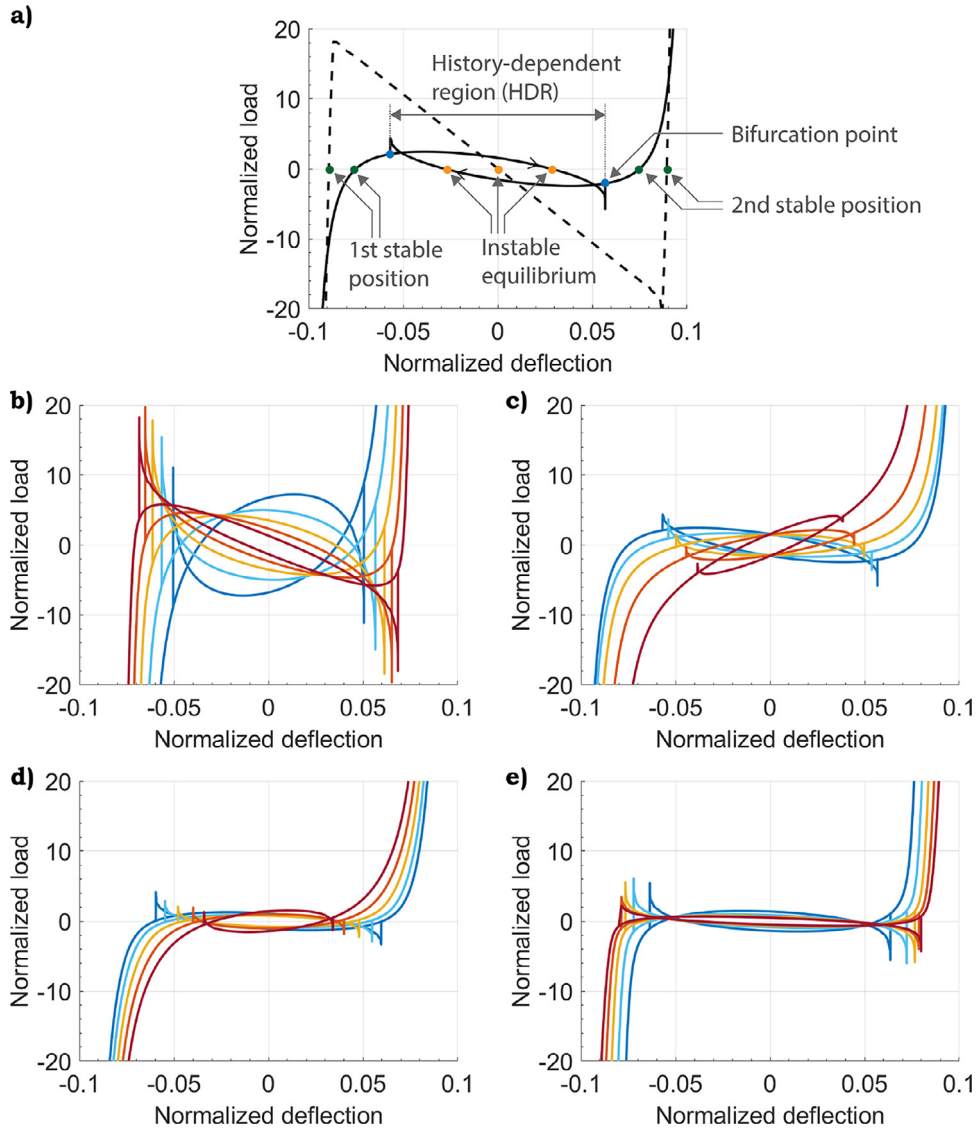 a)
20
10
0
-10
-20
Normalized load
History-dependent
region (HDR)
Bifurcation point
2nd stable position
1st stable
position
Instable
equilibrium
-0.1
-0.05
0
0.05
0.1
Normalized deflection
b)
20
10
0
-10
-20
Normalized load
-0.1
-0.05
0
0.05
0.1
Normalized deflection
c)
20
10
0
-10
-20
Normalized load
-0.1
-0.05
0
0.05
0.1
Normalized deflection
d)
20
10
0
-10
-20
Normalized load
-0.1
-0.05
0
0.05
0.1
Normalized deflection
e)
20
10
0
-10
-20
Normalized load
-0.1
-0.05
0
0.05
0.1
Normalized deflection